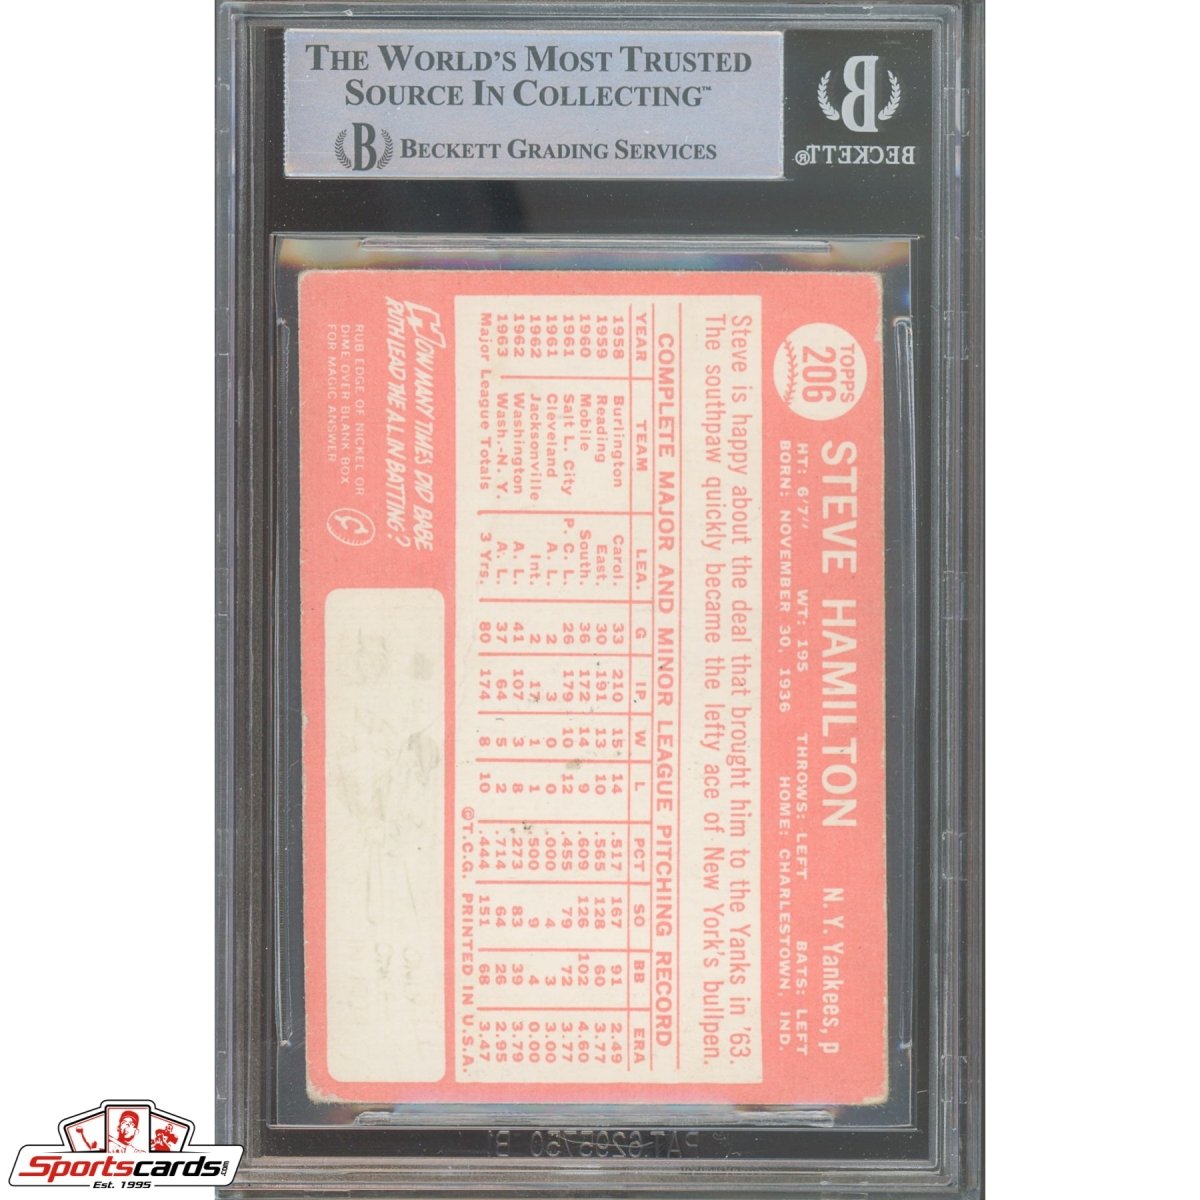 THE WORLD'S MOST TRUSTED
SOURCE IN COLLECTING™
B BECKETT GRADING SERVICES
B
BECKETT®
TOPPS
206
STEVE HAMILTON N. Y. Yankees, p
HT: 6'7" WT: 195 THROWS: LEFT BATS: LEFT
BORN: NOVEMBER 30, 1936 HOME: CHARLESTOWN, IND.
Steve is happy about the deal that brought him to the Yanks in '63.
The southpaw quickly became the lefty ace of New York's bullpen.
COMPLETE MAJOR AND MINOR LEAGUE PITCHING RECORD
YEAR TEAM LEA. G IP W L PCT SO BB ERA
1958 Burlington Carol. 33 210 15 14 .517 167 91 2.49
1959 Reading East. 30 191 13 10 .565 128 60 3.77
1960 Mobile South. 36 172 14 9 .609 126 102 4.60
1961 Salt L. City P. C. L. 26 179 10 12 .455 79 72 3.77
1961 Cleveland A. L. 2 3 0 0 .000 4 3 3.00
1962 Jacksonville Int. 2 17 1 1 .500 9 4 0.00
1962 Washington A. L. 41 107 3 8 .273 83 39 3.79
1963 Wash.-N. Y. A. L. 37 64 5 2 .714 64 26 2.95
Major League Totals 3 Yrs. 80 174 8 10 .444 151 68 3.47
©T.C.G. PRINTED IN U.S.A.
HOW MANY TIMES DID BABE
RUTH LEAD THE A.L. IN BATTING?
RUB EDGE OF NICKEL OR
DIME OVER BLANK BOX
FOR MAGIC ANSWER
Sportscards.com
Est. 1995